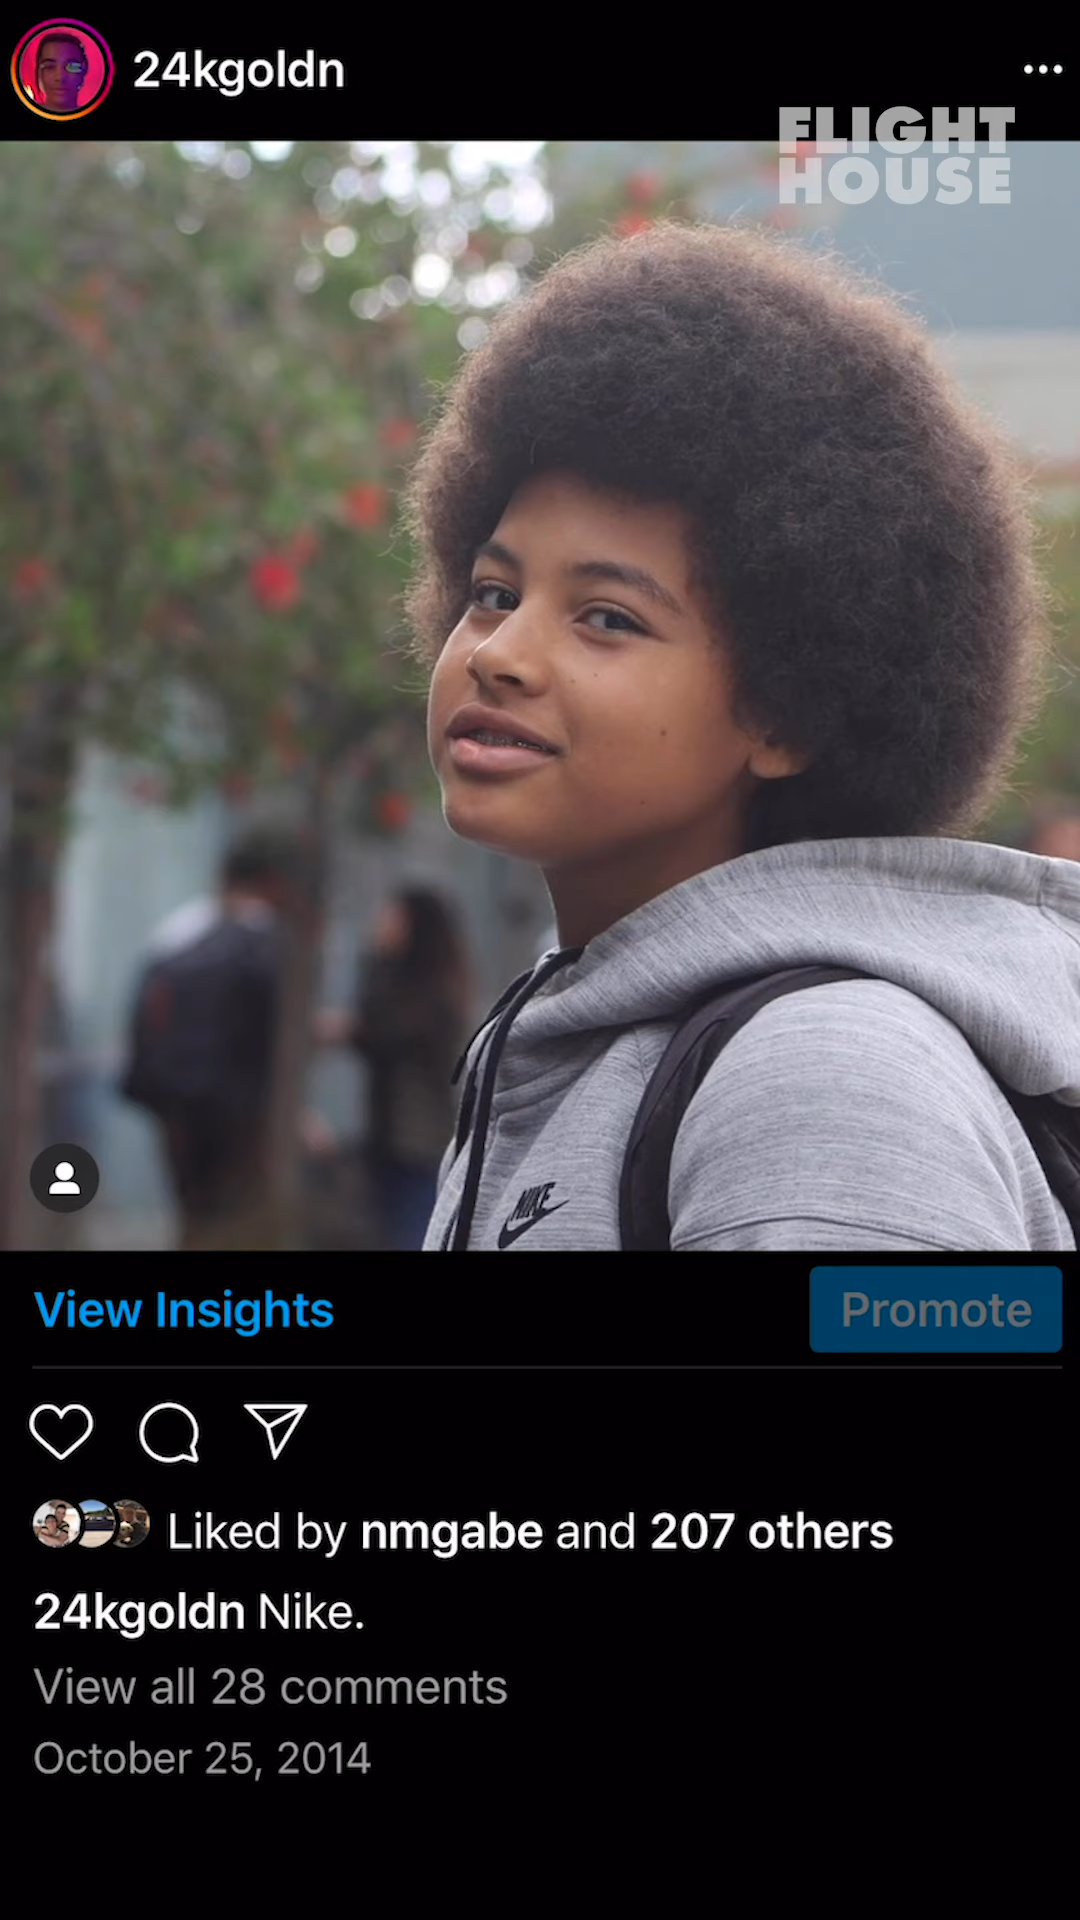 24kgoldn
FLIGHT
HOUSE
NIKE
View Insights
Promote
Liked by nmgabe and 207 others
24kgoldn Nike.
View all 28 comments
October 25, 2014